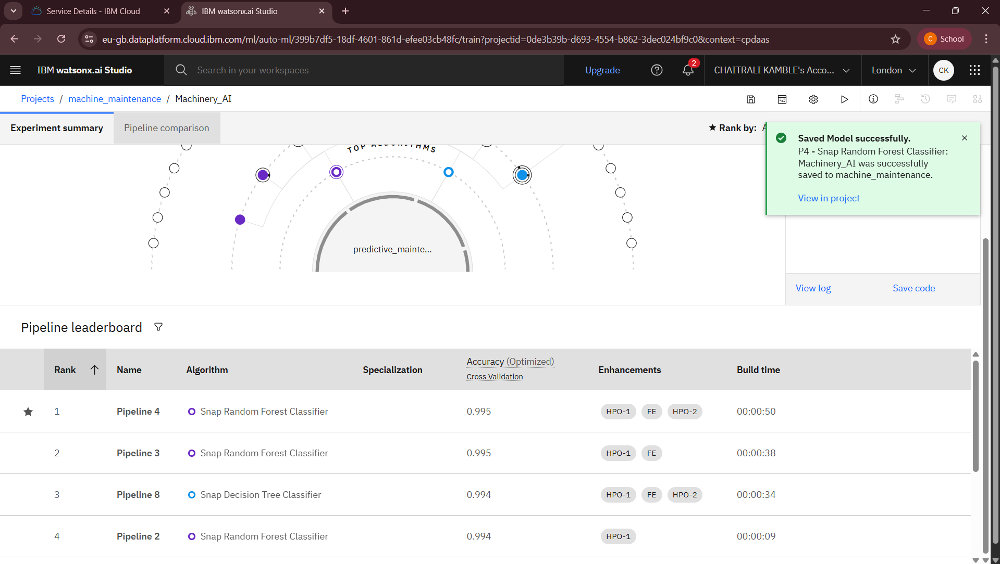 Service Details - IBM Cloud
IBM watsonx.ai Studio
eu-gb.dataplatform.cloud.ibm.com/ml/auto-ml/399b7df5-18df-4601-861d-efee03cb48fc/train?projectid=0de3b39b-d693-4554-b862-3dec024bf9c0&context=cpdaas
C School
IBM watsonx.ai Studio
Search in your workspaces
Upgrade
2
CHAITRALI KAMBLE's Acco...
London
CK
Projects / machine_maintenance / Machinery_AI
Experiment summary
Pipeline comparison
Rank by:
Saved Model successfully.
P4 - Snap Random Forest Classifier:
Machinery_AI was successfully
saved to machine_maintenance.
View in project
TOP ALGORITHMS
predictive_mainte...
View log
Save code
Pipeline leaderboard
Rank Name Algorithm Specialization Accuracy (Optimized) Enhancements Build time
Cross Validation
1 Pipeline 4 Snap Random Forest Classifier 0.995 HPO-1 FE HPO-2 00:00:50
2 Pipeline 3 Snap Random Forest Classifier 0.995 HPO-1 FE 00:00:38
3 Pipeline 8 Snap Decision Tree Classifier 0.994 HPO-1 FE HPO-2 00:00:34
4 Pipeline 2 Snap Random Forest Classifier 0.994 HPO-1 00:00:09